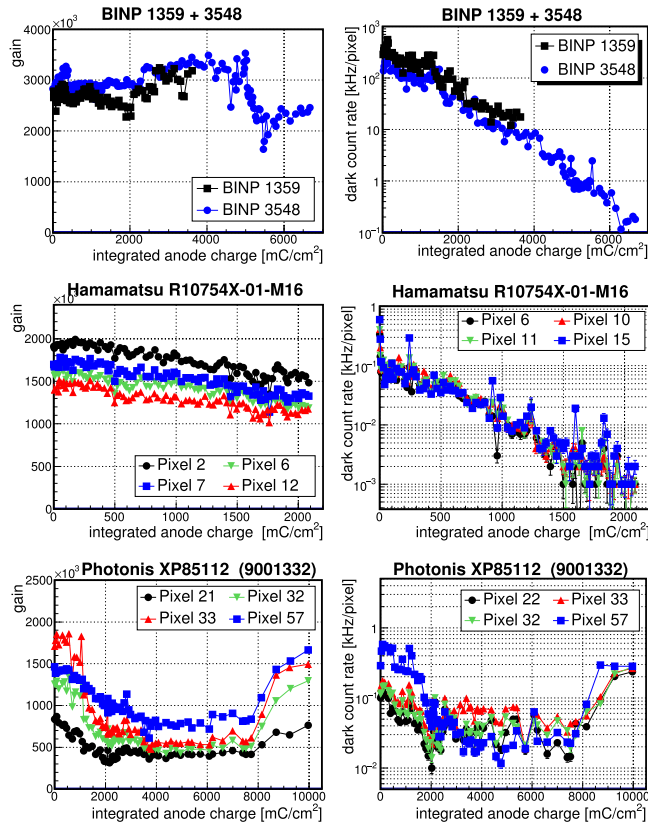 BINP 1359 + 3548
×10³
gain
4000
3000
2000
1000
0
BINP 1359
BINP 3548
0 2000 4000 6000
integrated anode charge [mC/cm²]
BINP 1359 + 3548
dark count rate [kHz/pixel]
10³
10²
10
1
10⁻¹
BINP 1359
BINP 3548
0 2000 4000 6000
integrated anode charge [mC/cm²]
Hamamatsu R10754X-01-M16
gain
2000
1500
1000
500
0
Pixel 2 Pixel 6
Pixel 7 Pixel 12
0 500 1000 1500 2000
integrated anode charge [mC/cm²]
Hamamatsu R10754X-01-M16
dark count rate [kHz/pixel]
1
10⁻¹
10⁻²
10⁻³
Pixel 6 Pixel 10
Pixel 11 Pixel 15
0 500 1000 1500 2000
integrated anode charge [mC/cm²]
Photonis XP85112 (9001332)
×10³
gain
2500
2000
1500
1000
500
0
Pixel 21 Pixel 32
Pixel 33 Pixel 57
0 2000 4000 6000 8000 10000
integrated anode charge [mC/cm²]
Photonis XP85112 (9001332)
dark count rate [kHz/pixel]
1
10⁻¹
10⁻²
Pixel 22 Pixel 33
Pixel 32 Pixel 57
0 2000 4000 6000 8000 10000
integrated anode charge [mC/cm²]